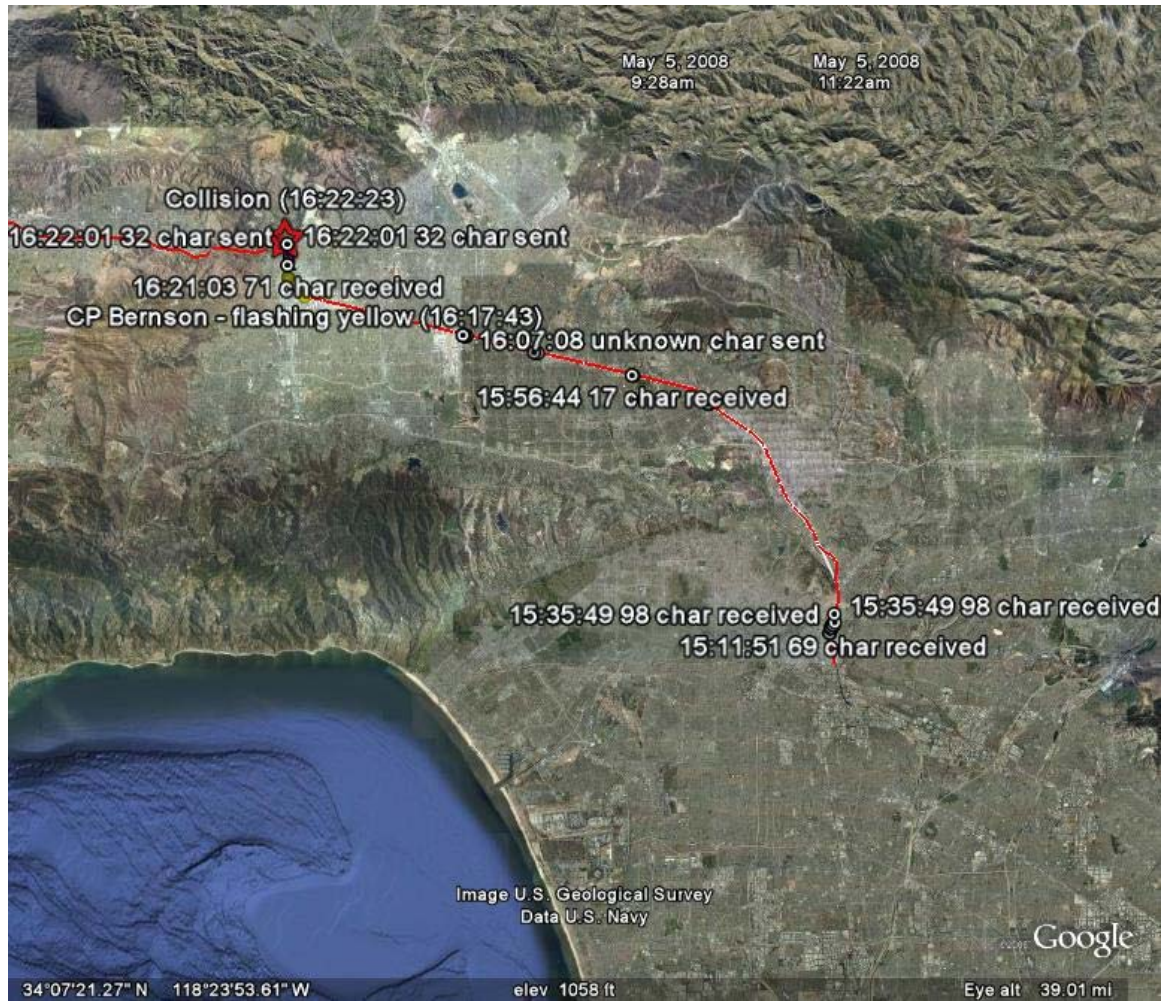 May 5, 2008
9:28am
May 5, 2008
11:22am
Collision (16:22:23)
16:22:01 32 char sent
16:22:01 32 char sent
16:21:03 71 char received
CP Bernson - flashing yellow (16:17:43)
16:07:08 unknown char sent
15:56:44 17 char received
15:35:49 98 char received
15:35:49 98 char received
15:11:51 69 char received
Image U.S. Geological Survey
Data U.S. Navy
Google
34°07'21.27" N 118°23'53.61" W elev 1058 ft Eye alt 39.01 mi